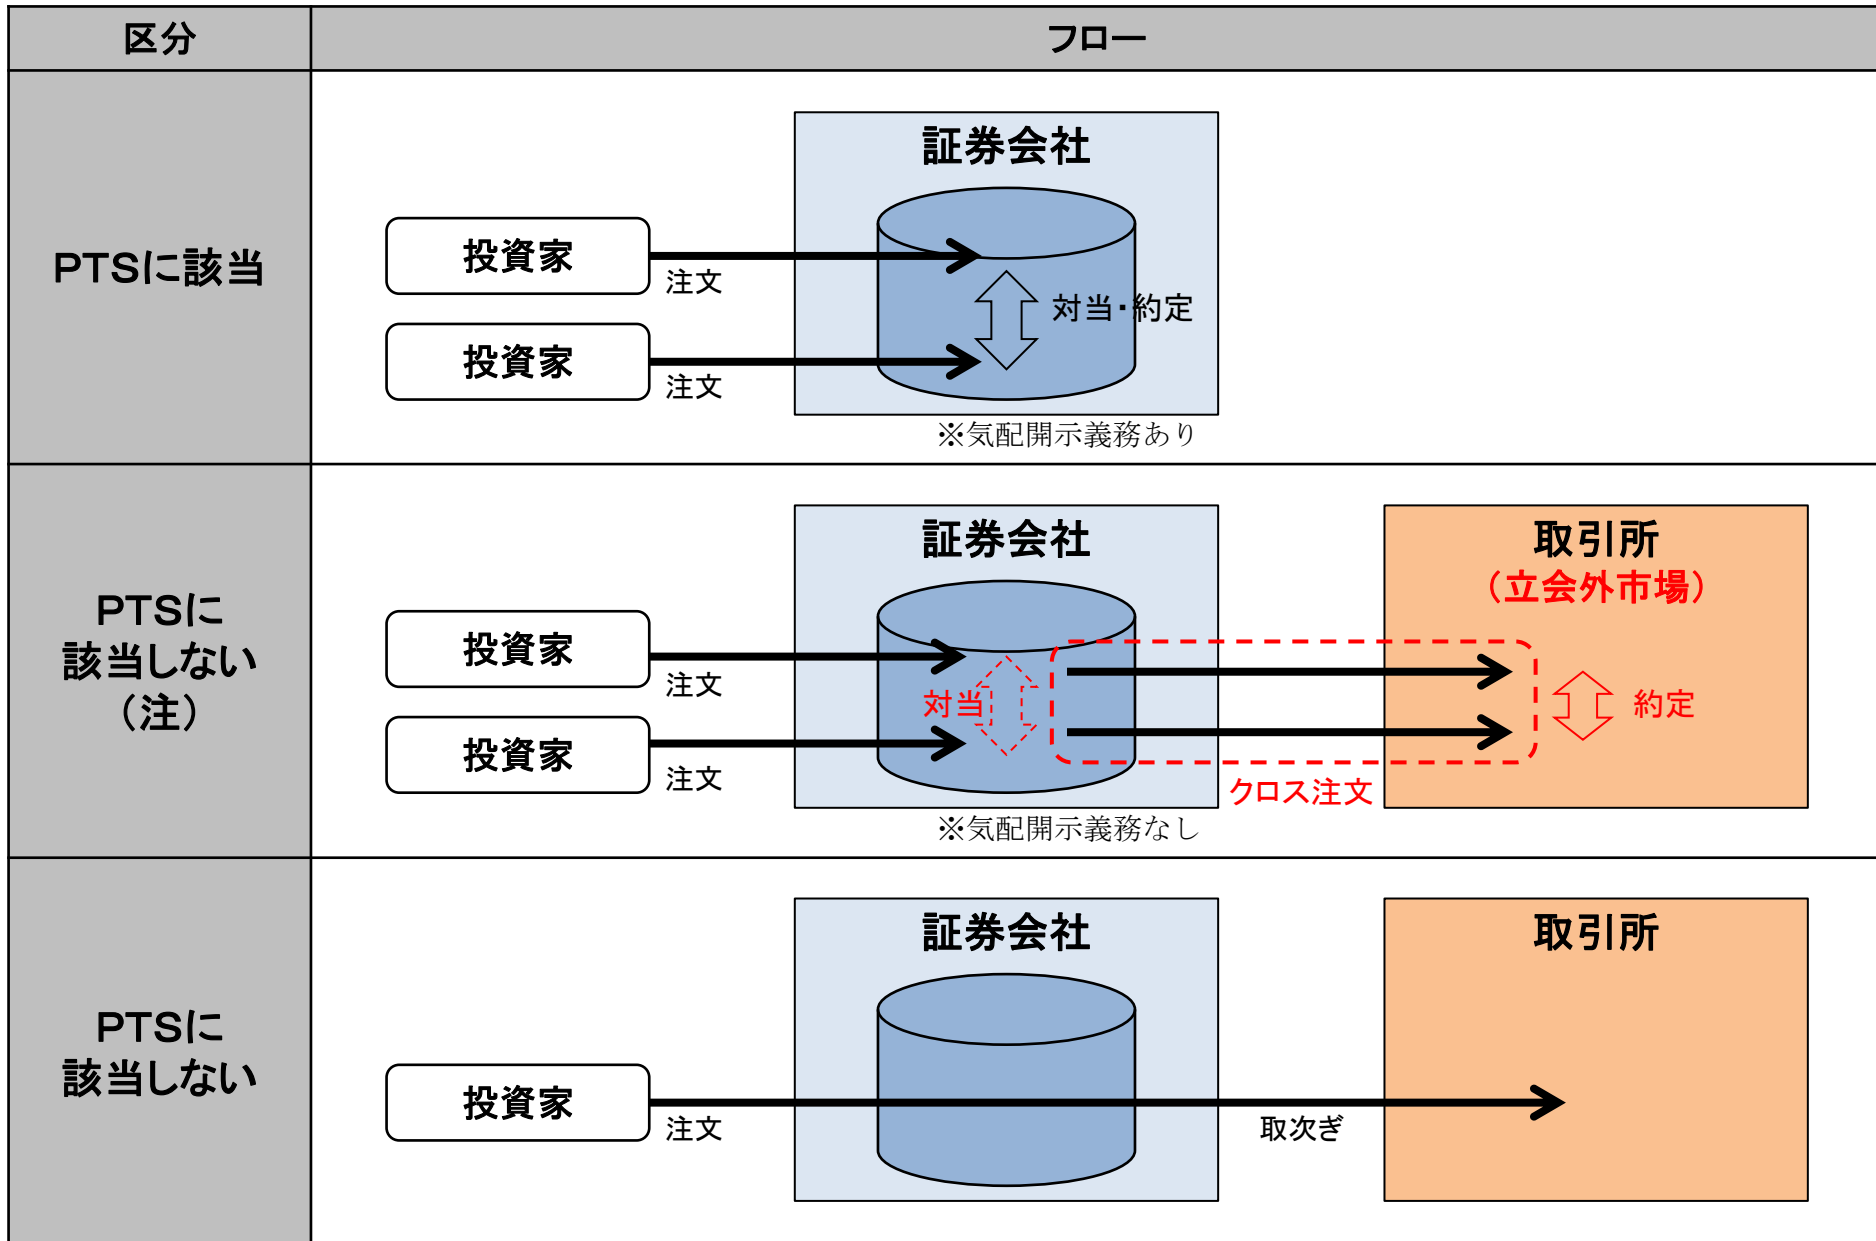 区分
フロー
PTSに該当
証券会社
投資家
注文
対当・約定
投資家
注文
※気配開示義務あり
PTSに
該当しない
（注）
証券会社
取引所
（立会外市場）
投資家
注文
対当
約定
投資家
注文
クロス注文
※気配開示義務なし
PTSに
該当しない
証券会社
取引所
投資家
注文
取次ぎ